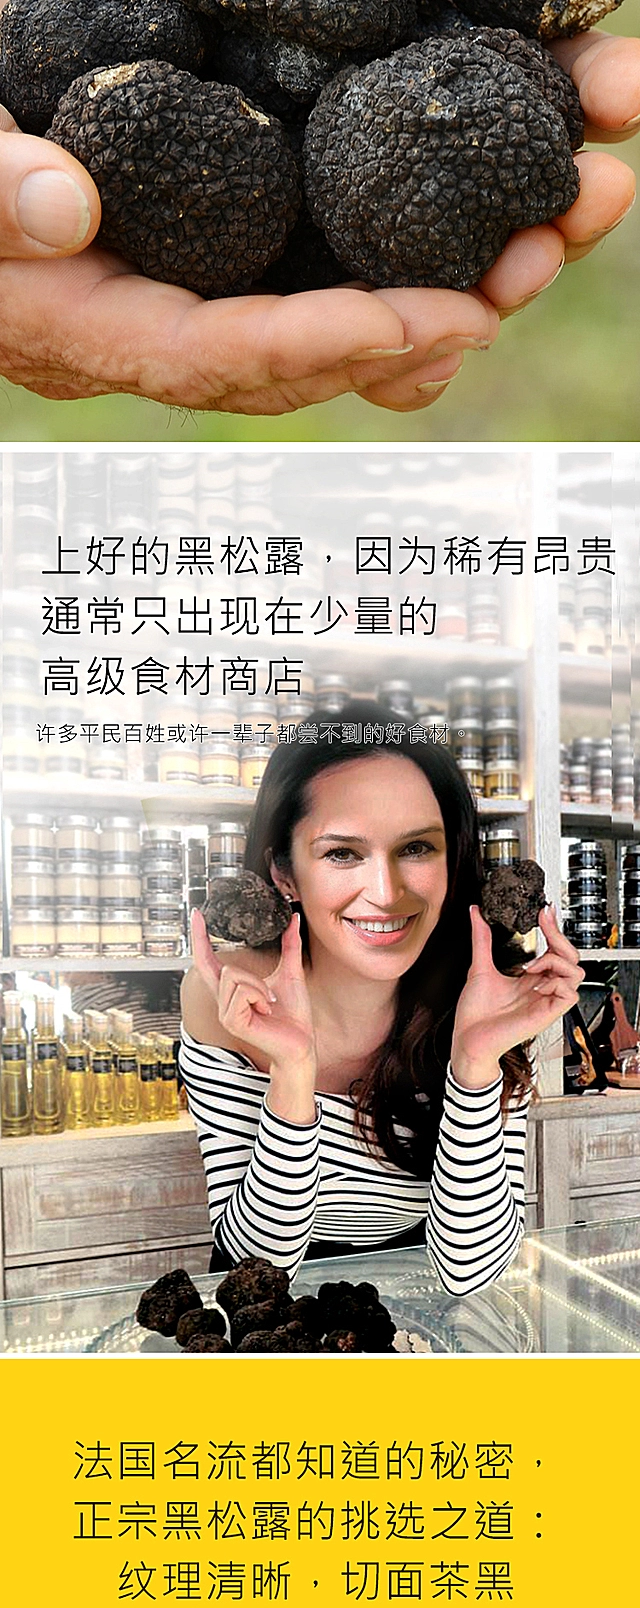 上好的黑松露，因为稀有昂贵
通常只出现在少量的
高级食材商店
许多平民百姓或许一辈子都尝不到的好食材。
法国名流都知道的秘密，
正宗黑松露的挑选之道：
纹理清晰，切面茶黑